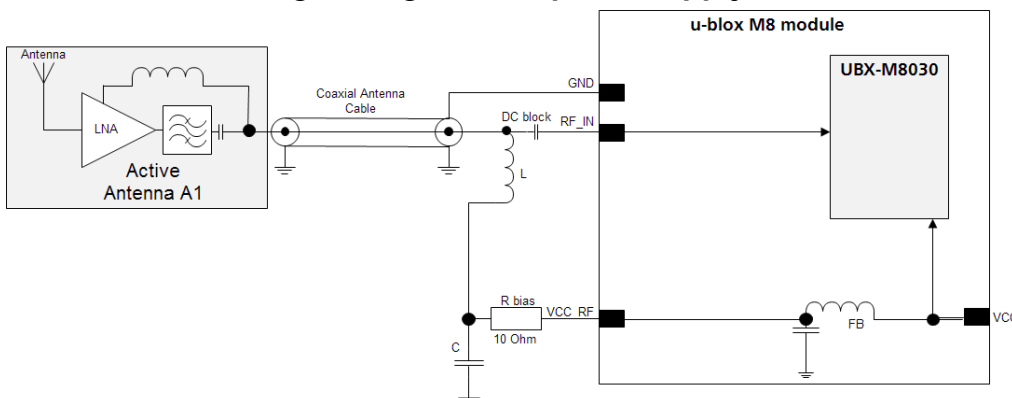 u-blox M8 module
Antenna
UBX-M8030
GND
Coaxial Antenna
Cable
DC block
RF_IN
LNA
L
Active
Antenna A1
R bias
VCC_RF
VCC
FB
10 Ohm
C